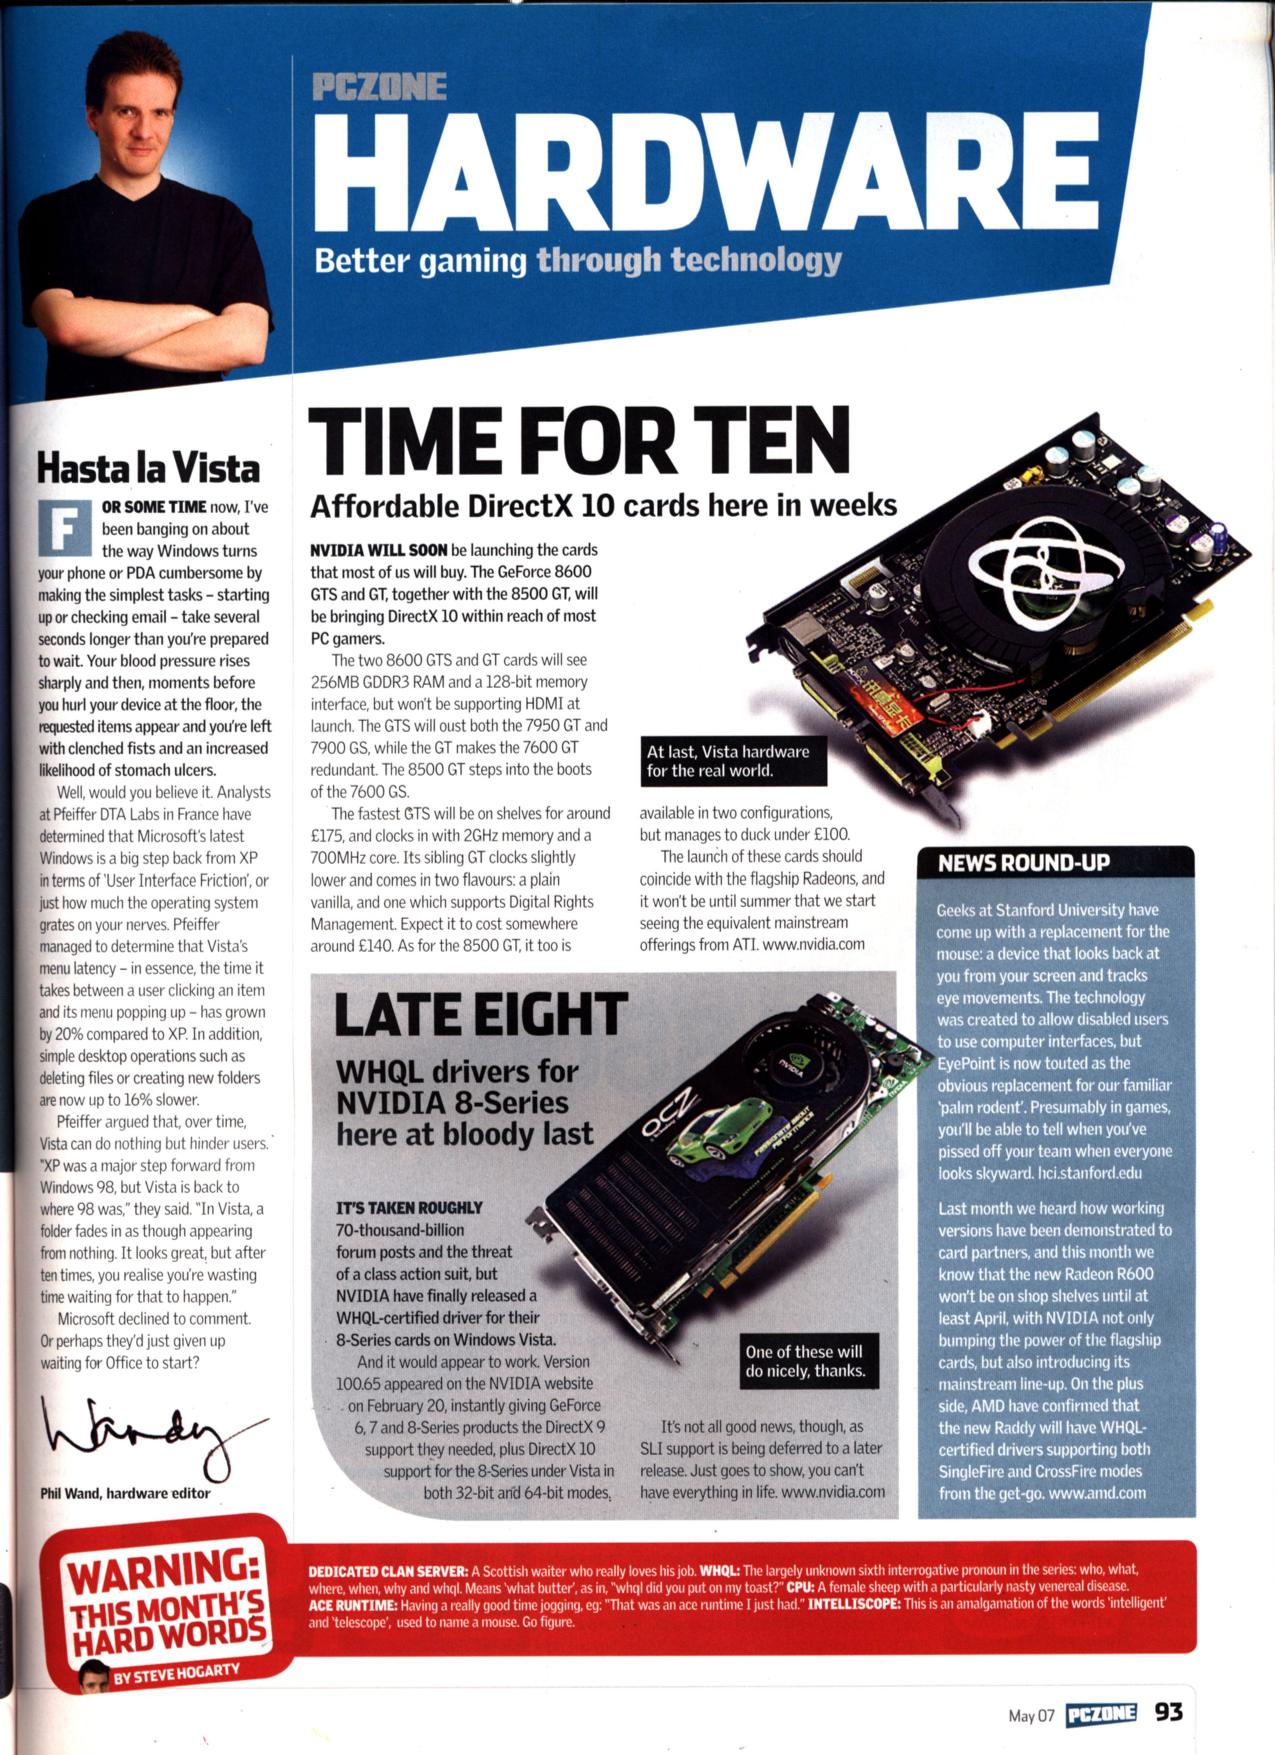 PCZONE
HARDWARE
Better gaming through technology
Hasta la Vista
FOR SOME TIME now, I've
been banging on about
the way Windows turns
your phone or PDA cumbersome by
making the simplest tasks – starting
up or checking email – take several
seconds longer than you're prepared
to wait. Your blood pressure rises
sharply and then, moments before
you hurl your device at the floor, the
requested items appear and you're left
with clenched fists and an increased
likelihood of stomach ulcers.
Well, would you believe it. Analysts
at Pfeiffer DTA Labs in France have
determined that Microsoft's latest
Windows is a big step back from XP
in terms of 'User Interface Friction', or
just how much the operating system
grates on your nerves. Pfeiffer
managed to determine that Vista's
menu latency – in essence, the time it
takes between a user clicking an item
and its menu popping up – has grown
by 20% compared to XP. In addition,
simple desktop operations such as
deleting files or creating new folders
are now up to 16% slower.
Pfeiffer argued that, over time,
Vista can do nothing but hinder users.
"XP was a major step forward from
Windows 98, but Vista is back to
where 98 was," they said. "In Vista, a
folder fades in as though appearing
from nothing. It looks great, but after
ten times, you realise you're wasting
time waiting for that to happen."
Microsoft declined to comment.
Or perhaps they'd just given up
waiting for Office to start?
Wandy
Phil Wand, hardware editor
TIME FOR TEN
Affordable DirectX 10 cards here in weeks
NVIDIA WILL SOON be launching the cards
that most of us will buy. The GeForce 8600
GTS and GT, together with the 8500 GT, will
be bringing DirectX 10 within reach of most
PC gamers.
The two 8600 GTS and GT cards will see
256MB GDDR3 RAM and a 128-bit memory
interface, but won't be supporting HDMI at
launch. The GTS will oust both the 7950 GT and
7900 GS, while the GT makes the 7600 GT
redundant. The 8500 GT steps into the boots
of the 7600 GS.
The fastest GTS will be on shelves for around
£175, and clocks in with 2GHz memory and a
700MHz core. Its sibling GT clocks slightly
lower and comes in two flavours: a plain
vanilla, and one which supports Digital Rights
Management. Expect it to cost somewhere
around £140. As for the 8500 GT, it too is
At last, Vista hardware
for the real world.
available in two configurations,
but manages to duck under £100.
The launch of these cards should
coincide with the flagship Radeons, and
it won't be until summer that we start
seeing the equivalent mainstream
offerings from ATI. www.nvidia.com
LATE EIGHT
WHQL drivers for
NVIDIA 8-Series
here at bloody last
IT'S TAKEN ROUGHLY
70-thousand-billion
forum posts and the threat
of a class action suit, but
NVIDIA have finally released a
WHQL-certified driver for their
8-Series cards on Windows Vista.
And it would appear to work. Version
100.65 appeared on the NVIDIA website
on February 20, instantly giving GeForce
6, 7 and 8-Series products the DirectX 9
support they needed, plus DirectX 10
support for the 8-Series under Vista in
both 32-bit and 64-bit modes,
OCZ
NVIDIA
One of these will
do nicely, thanks.
It's not all good news, though, as
SLI support is being deferred to a later
release. Just goes to show, you can't
have everything in life. www.nvidia.com
NEWS ROUND-UP
Geeks at Stanford University have
come up with a replacement for the
mouse: a device that looks back at
you from your screen and tracks
eye movements. The technology
was created to allow disabled users
to use computer interfaces, but
EyePoint is now touted as the
obvious replacement for our familiar
'palm rodent'. Presumably in games,
you'll be able to tell when you've
pissed off your team when everyone
looks skyward. hci.stanford.edu
Last month we heard how working
versions have been demonstrated to
card partners, and this month we
know that the new Radeon R600
won't be on shop shelves until at
least April, with NVIDIA not only
bumping the power of the flagship
cards, but also introducing its
mainstream line-up. On the plus
side, AMD have confirmed that
the new Raddy will have WHQL-
certified drivers supporting both
SingleFire and CrossFire modes
from the get-go. www.amd.com
WARNING:
THIS MONTH'S
HARD WORDS
BY STEVE HOGARTY
DEDICATED CLAN SERVER: A Scottish waiter who really loves his job. WHQL: The largely unknown sixth interrogative pronoun in the series: who, what,
where, when, why and whql. Means 'what butter', as in, "whql did you put on my toast?" CPU: A female sheep with a particularly nasty venereal disease.
ACE RUNTIME: Having a really good time jogging, eg: "That was an ace runtime I just had." INTELLISCOPE: This is an amalgamation of the words 'intelligent'
and 'telescope', used to name a mouse. Go figure.
May 07 PCZONE 93